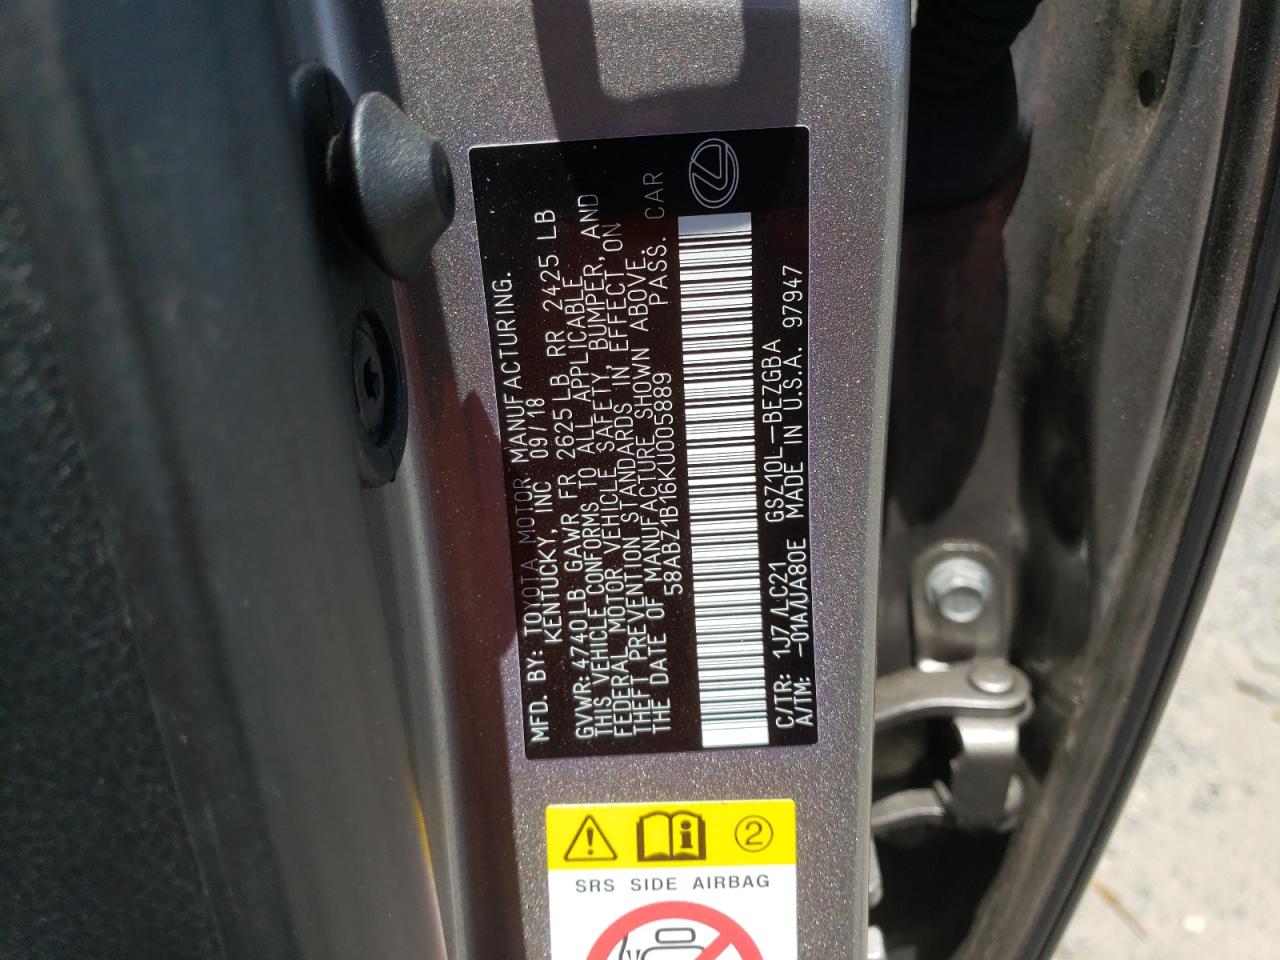 MFD. BY: TOYOTA MOTOR MANUFACTURING.
KENTUCKY, INC 09/18
GVWR: 4740 LB GAWR FR 2625 LB RR 2425 LB
THIS VEHICLE CONFORMS TO ALL APPLICABLE
FEDERAL MOTOR VEHICLE SAFETY, BUMPER, AND
THEFT PREVENTION STANDARDS IN EFFECT ON
THE DATE OF MANUFACTURE SHOWN ABOVE.
58ABZ1B16KU005889 PASS. CAR
C/TR: 1J7/LC21 GSZ10L-BEZGBA
A/TM: -01A/UA80E MADE IN U.S.A. 97947
2
SRS SIDE AIRBAG